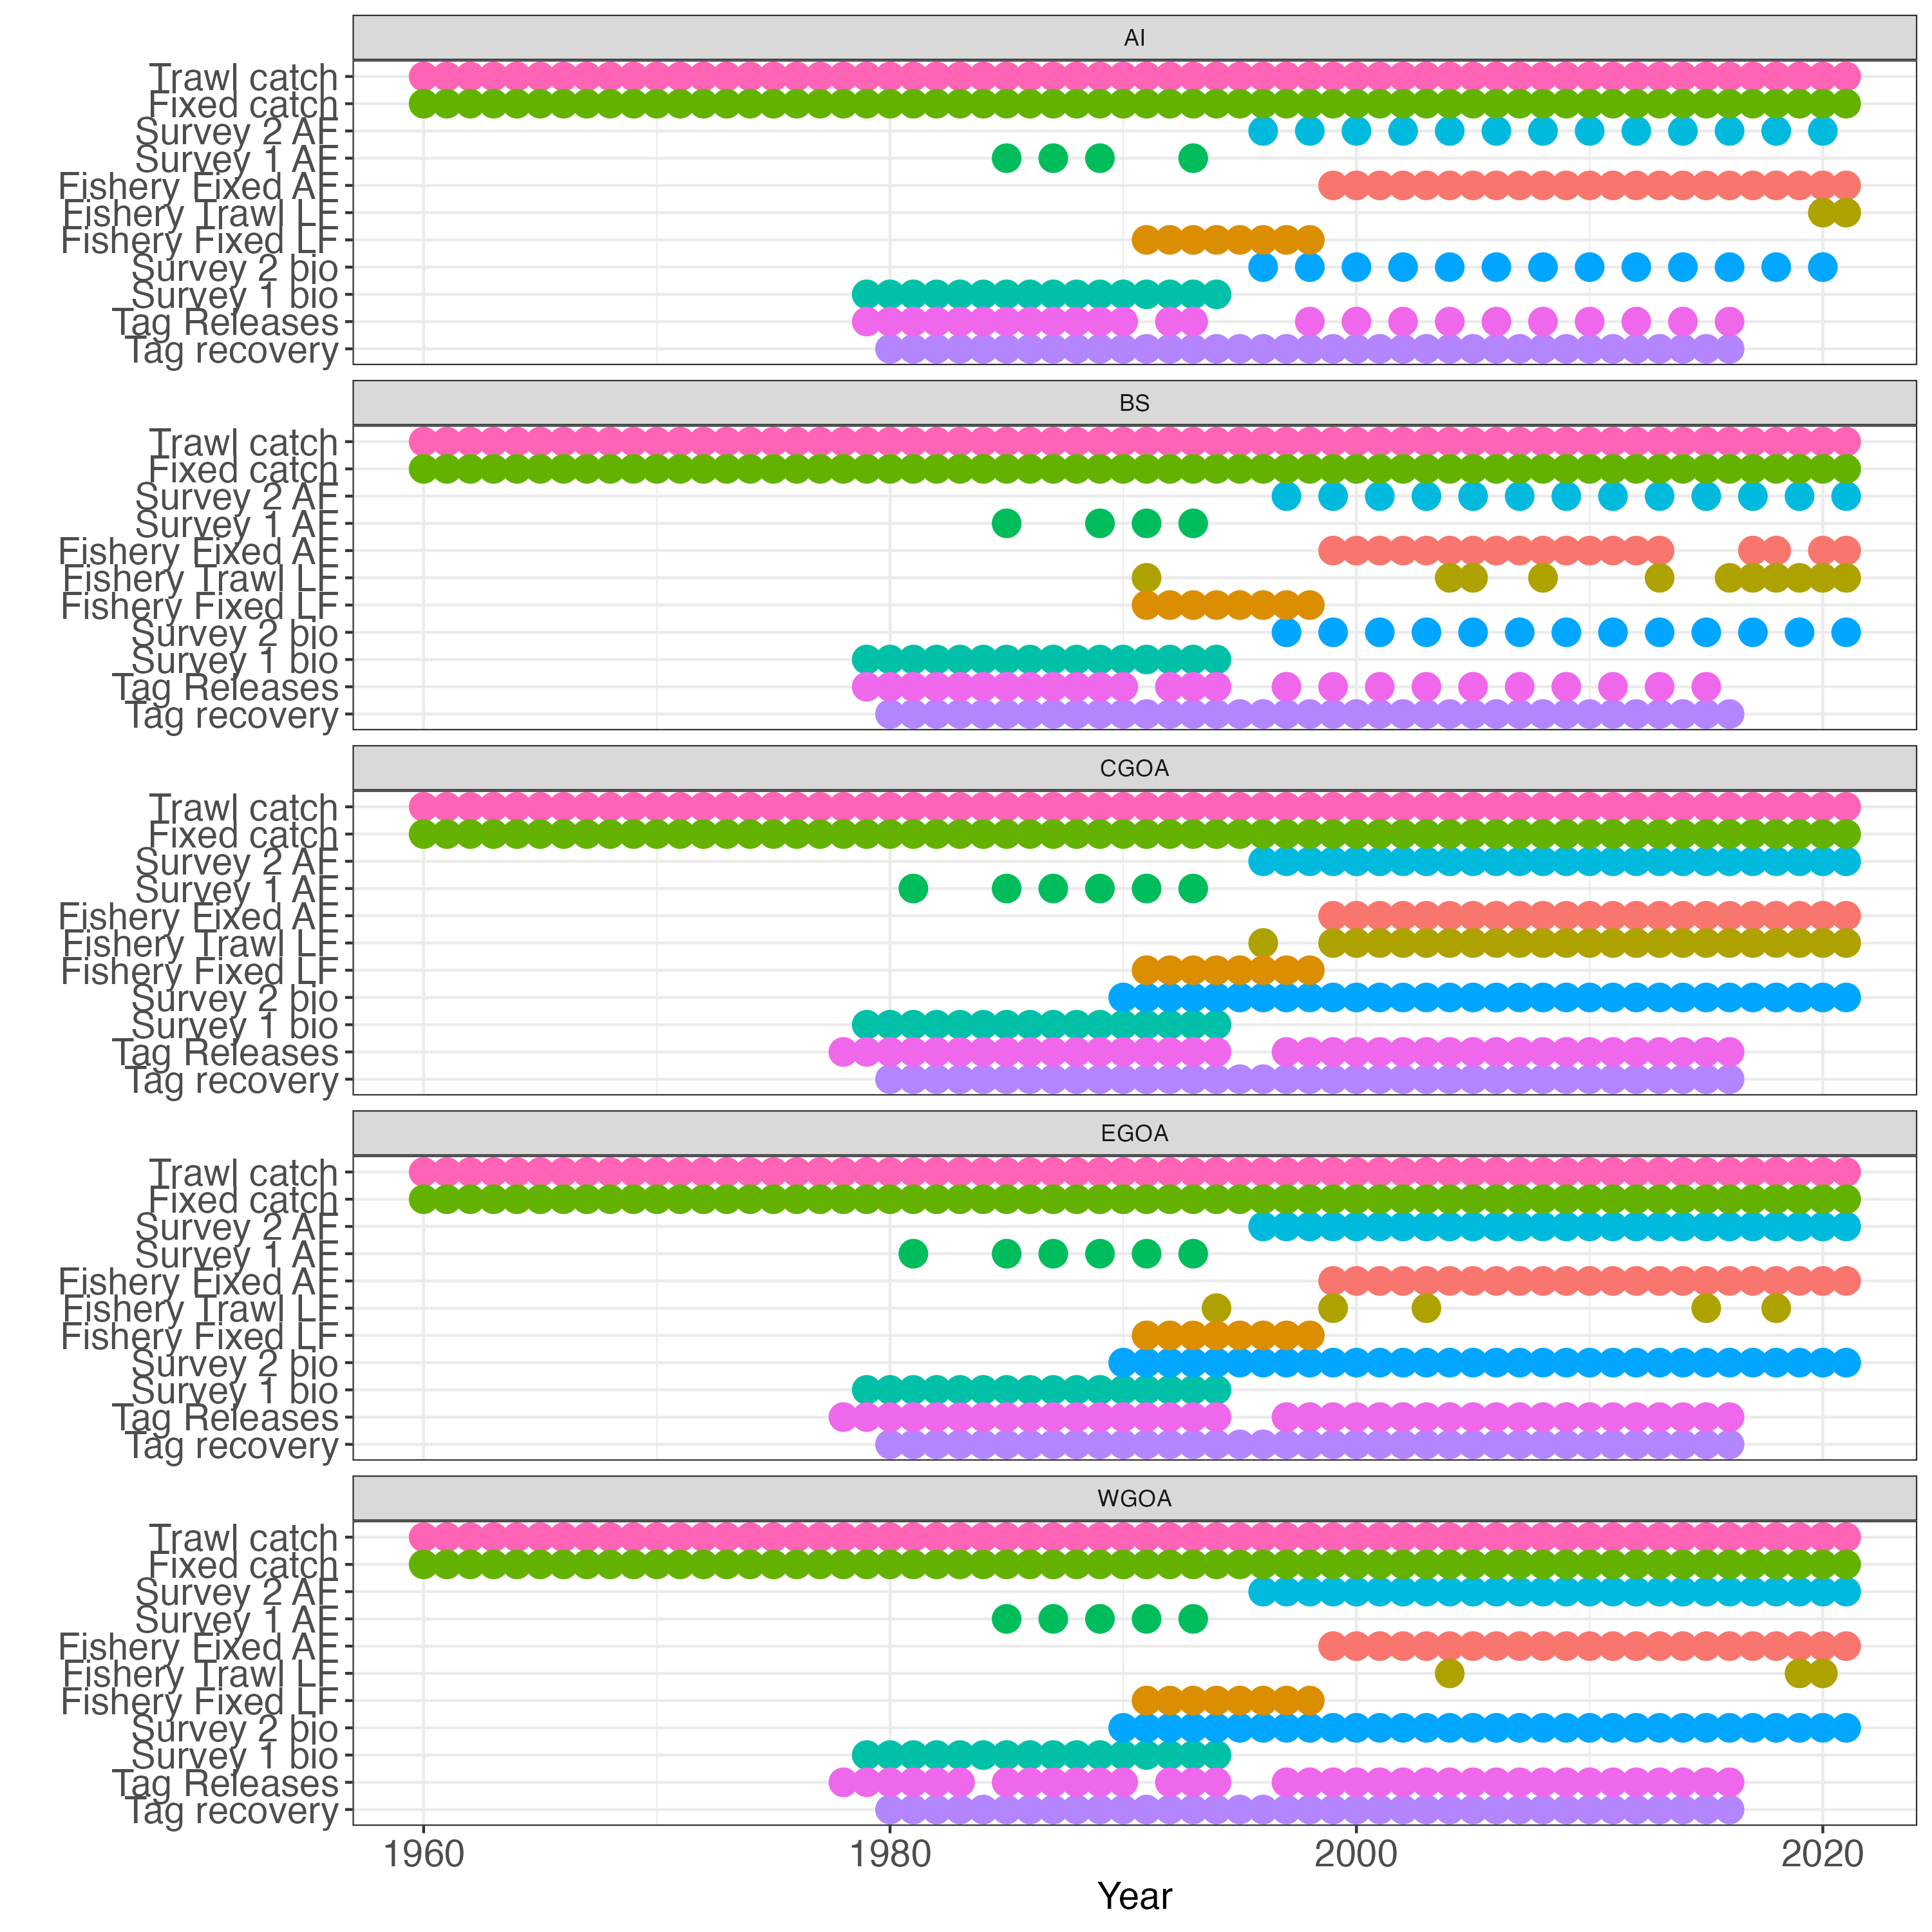 AI
Trawl catch
Fixed catch
Survey 2 AF
Survey 1 AF
Fishery Fixed AF
Fishery Trawl LF
Fishery Fixed LF
Survey 2 bio
Survey 1 bio
Tag Releases
Tag recovery
BS
Trawl catch
Fixed catch
Survey 2 AF
Survey 1 AF
Fishery Fixed AF
Fishery Trawl LF
Fishery Fixed LF
Survey 2 bio
Survey 1 bio
Tag Releases
Tag recovery
CGOA
Trawl catch
Fixed catch
Survey 2 AF
Survey 1 AF
Fishery Fixed AF
Fishery Trawl LF
Fishery Fixed LF
Survey 2 bio
Survey 1 bio
Tag Releases
Tag recovery
EGOA
Trawl catch
Fixed catch
Survey 2 AF
Survey 1 AF
Fishery Fixed AF
Fishery Trawl LF
Fishery Fixed LF
Survey 2 bio
Survey 1 bio
Tag Releases
Tag recovery
WGOA
Trawl catch
Fixed catch
Survey 2 AF
Survey 1 AF
Fishery Fixed AF
Fishery Trawl LF
Fishery Fixed LF
Survey 2 bio
Survey 1 bio
Tag Releases
Tag recovery
1960 1980 2000 2020
Year